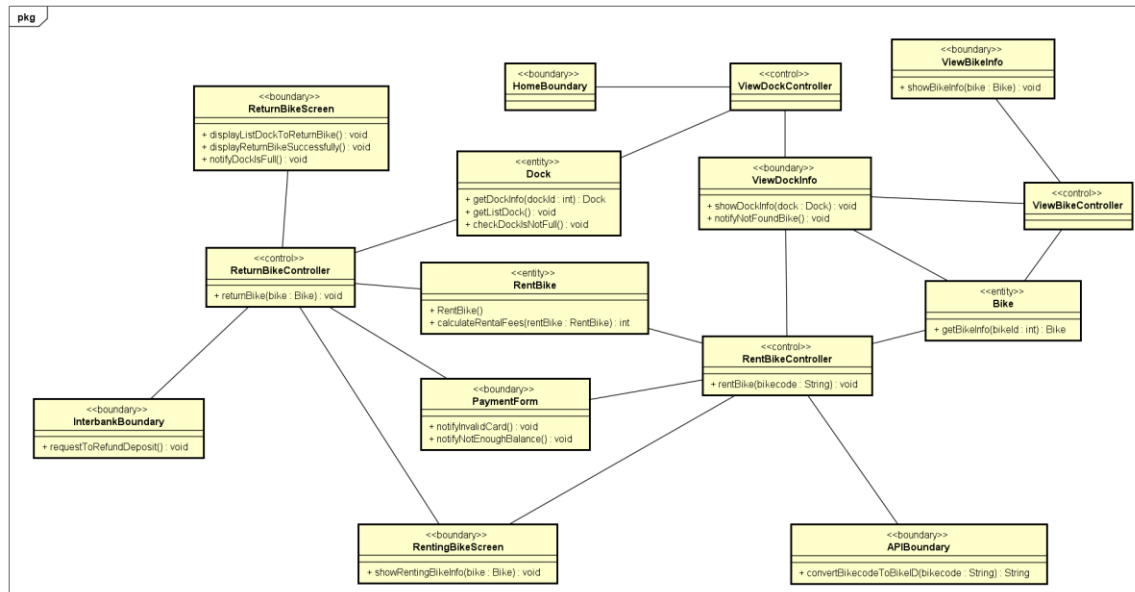 pkg
<<boundary>>
HomeBoundary
<<control>>
ViewDockController
<<boundary>>
ViewBikeInfo
+ showBikeInfo(bike : Bike) : void
<<boundary>>
ReturnBikeScreen
+ displayListDockToReturnBike() : void
+ displayReturnBikeSuccessfully() : void
+ notifyDockIsFull() : void
<<entity>>
Dock
+ getDockInfo(dockId : int) : Dock
+ getListDock() : void
+ checkDockIsNotFull() : void
<<boundary>>
ViewDockInfo
+ showDockInfo(dock : Dock) : void
+ notifyNotFoundBike() : void
<<control>>
ViewBikeController
<<control>>
ReturnBikeController
+ returnBike(bike : Bike) : void
<<entity>>
RentBike
+ RentBike()
+ calculateRentalFees(rentBike : RentBike) : int
<<entity>>
Bike
+ getBikeInfo(bikeId : int) : Bike
<<control>>
RentBikeController
+ rentBike(bikecode : String) : void
<<boundary>>
InterbankBoundary
+ requestToRefundDeposit() : void
<<boundary>>
PaymentForm
+ notifyInvalidCard() : void
+ notifyNotEnoughBalance() : void
<<boundary>>
RentingBikeScreen
+ showRentingBikeInfo(bike : Bike) : void
<<boundary>>
APIBoundary
+ convertBikecodeToBikeID(bikecode : String) : String